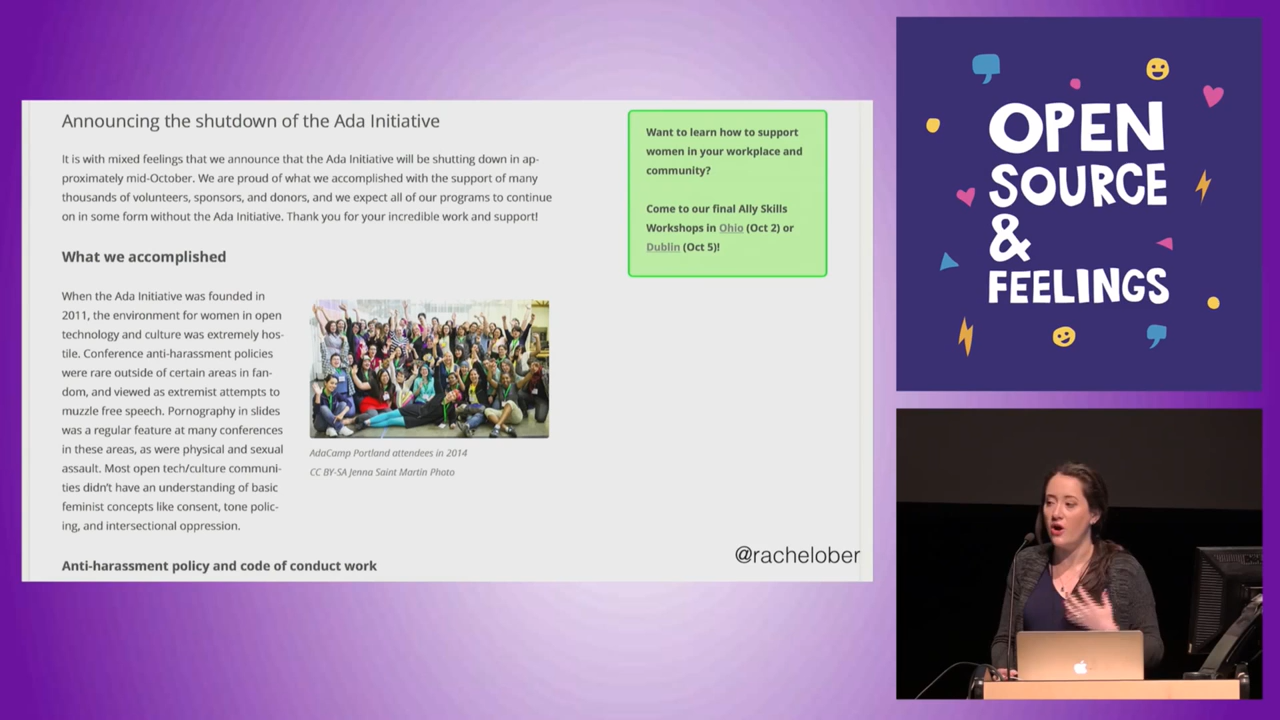 Announcing the shutdown of the Ada Initiative
It is with mixed feelings that we announce that the Ada Initiative will be shutting down in ap-
proximately mid-October. We are proud of what we accomplished with the support of many
thousands of volunteers, sponsors, and donors, and we expect all of our programs to continue
on in some form without the Ada Initiative. Thank you for your incredible work and support!
What we accomplished
When the Ada Initiative was founded in
2011, the environment for women in open
technology and culture was extremely hos-
tile. Conference anti-harassment policies
were rare outside of certain areas in fan-
dom, and viewed as extremist attempts to
muzzle free speech. Pornography in slides
was a regular feature at many conferences
in these areas, as were physical and sexual
assault. Most open tech/culture communi-
ties didn't have an understanding of basic
feminist concepts like consent, tone polic-
ing, and intersectional oppression.
AdaCamp Portland attendees in 2014
CC BY-SA Jenna Saint Martin Photo
Anti-harassment policy and code of conduct work
Want to learn how to support
women in your workplace and
community?
Come to our final Ally Skills
Workshops in Ohio (Oct 2) or
Dublin (Oct 5)!
@rachelober
OPEN
SOURCE
&
FEELINGS